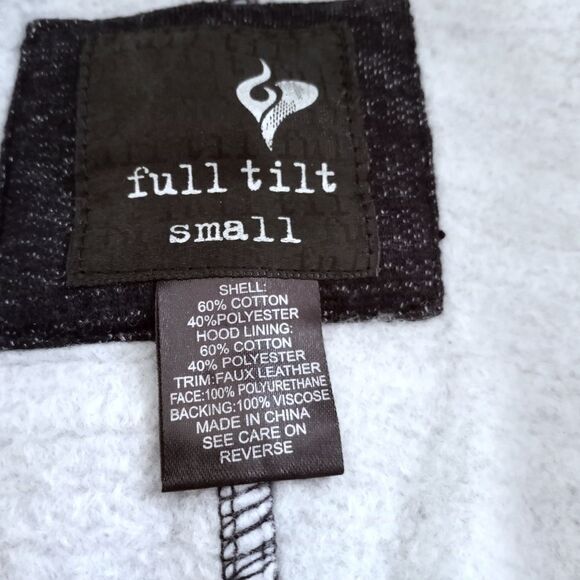 full tilt
small
SHELL:
60% COTTON
40%POLYESTER
HOOD LINING:
60% COTTON
40% POLYESTER
TRIM:FAUX LEATHER
FACE:100% POLYURETHANE
BACKING:100% VISCOSE
MADE IN CHINA
SEE CARE ON
REVERSE